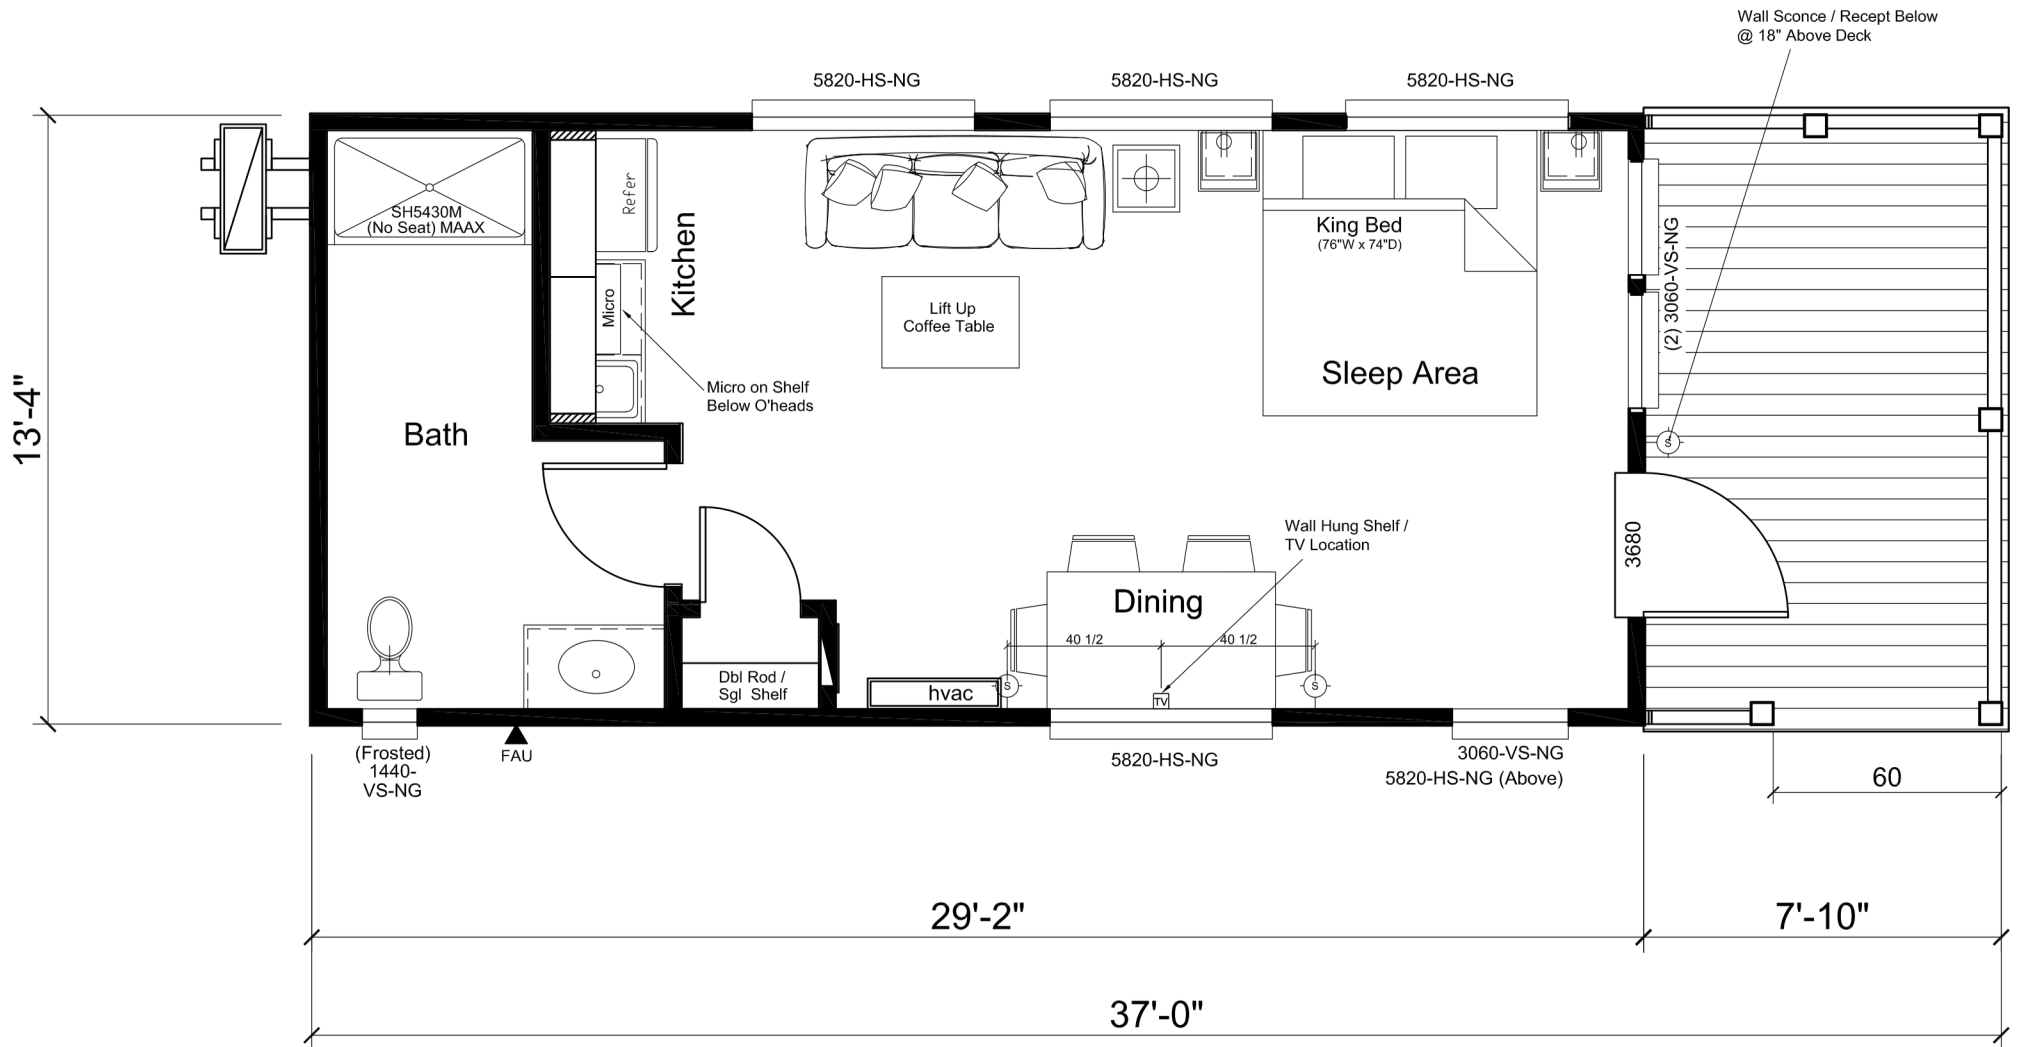 Wall Sconce / Recept Below
@ 18" Above Deck
5820-HS-NG
5820-HS-NG
5820-HS-NG
SH5430M
(No Seat) MAAX
Refer
Kitchen
Micro
Micro on Shelf
Below O'heads
Lift Up
Coffee Table
King Bed
(76"W x 74"D)
Sleep Area
(2) 3060-VS-NG
S
13'-4"
Bath
3680
Wall Hung Shelf /
TV Location
Dining
40 1/2
40 1/2
Dbl Rod /
Sgl Shelf
hvac
S
TV
S
(Frosted)
1440-
VS-NG
FAU
5820-HS-NG
3060-VS-NG
5820-HS-NG (Above)
60
29'-2"
7'-10"
37'-0"